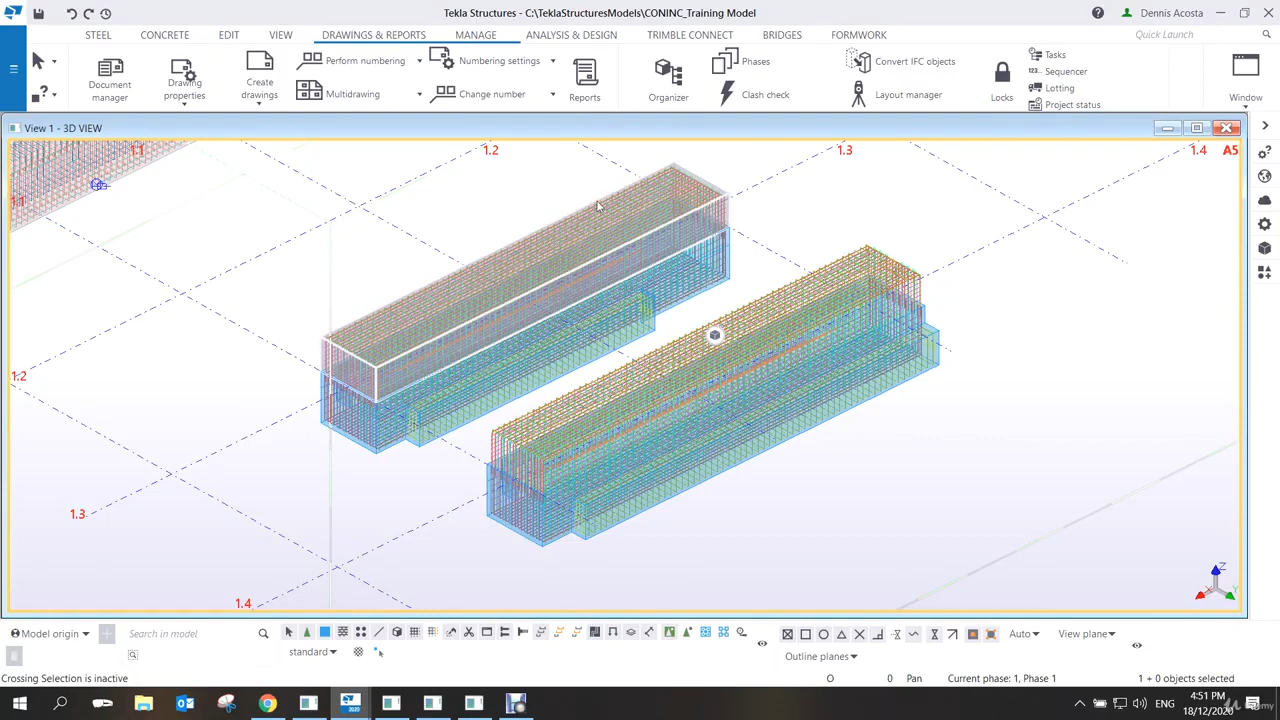 Tekla Structures - C:\TeklaStructuresModels\CONINC_Training Model
Dennis Acosta
STEEL CONCRETE EDIT VIEW DRAWINGS & REPORTS MANAGE ANALYSIS & DESIGN TRIMBLE CONNECT BRIDGES FORMWORK Quick Launch
Document manager
Drawing properties
Create drawings
Perform numbering
Multidrawing
Numbering settings
Change number
Reports
Organizer
Phases
Clash check
Convert IFC objects
Layout manager
Locks
Tasks
Sequencer
Lotting
Project status
Window
View 1 - 3D VIEW
1.1 1.2 1.3 1.4 A5
1.1
1.2
1.3
1.4
Z
X
Y
Model origin Search in model
Auto View plane
standard
Outline planes
Crossing Selection is inactive O 0 Pan Current phase: 1, Phase 1 1 + 0 objects selected
ENG 4:51 PM
18/12/2020
Udemy